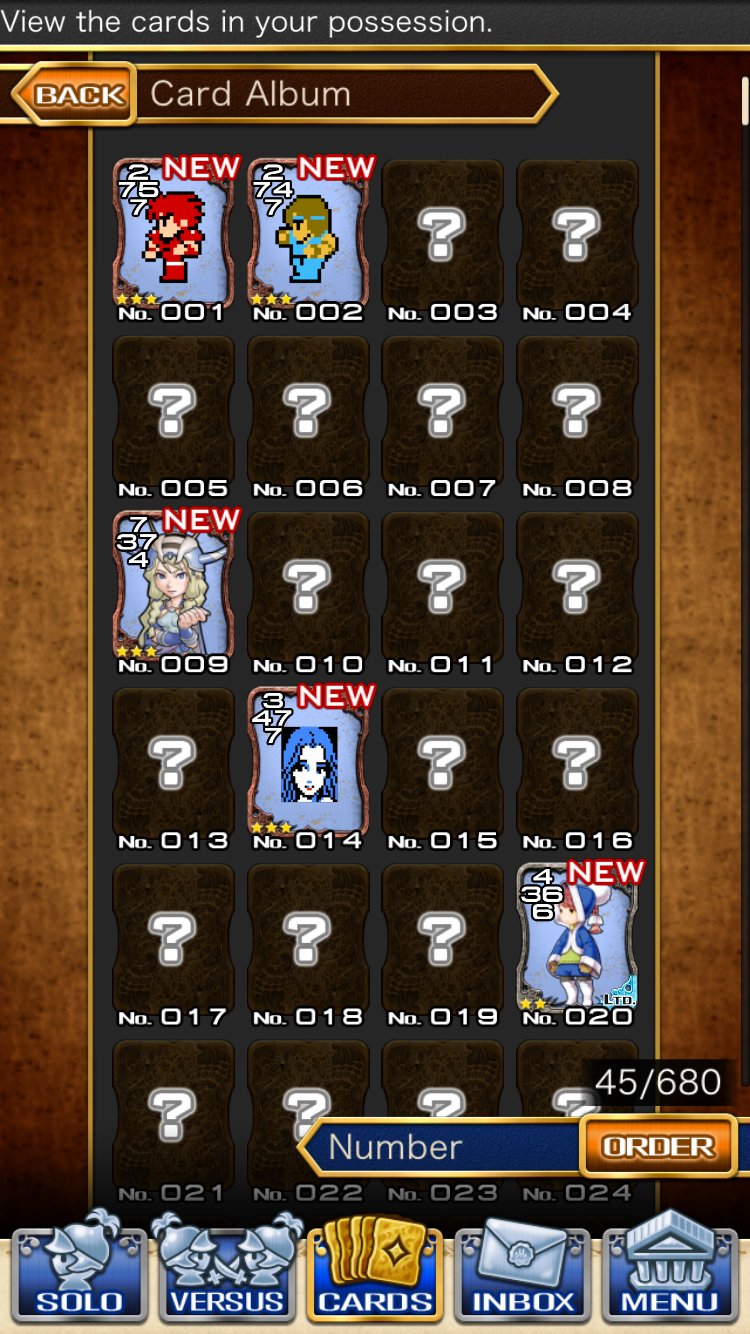 View the cards in your possession.
BACK Card Album
2 NEW 2 NEW
75 74
7 7
? ?
No. 001 No. 002 No. 003 No. 004
? ? ? ?
No. 005 No. 006 No. 007 No. 008
7 NEW
37
4
? ? ?
No. 009 No. 010 No. 011 No. 012
3 NEW
47
7
? ? ?
No. 013 No. 014 No. 015 No. 016
4 NEW
36
6
? ? ?
LTD.
No. 017 No. 018 No. 019 No. 020
45/680
? ? ? ?
Number ORDER
No. 021 No. 022 No. 023 No. 024
SOLO VERSUS CARDS INBOX MENU